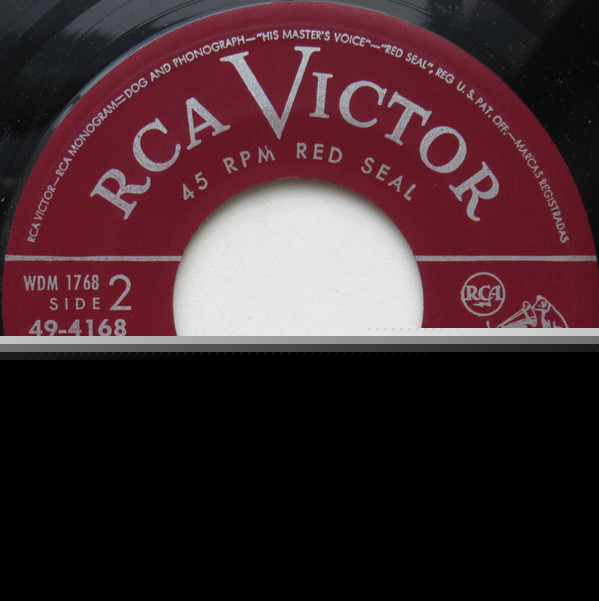 RCA VICTOR—RCA MONOGRAM—DOG AND PHONOGRAPH—"HIS MASTER'S VOICE"—"RED SEAL", REG U.S. PAT. OFF.—MARCAS REGISTRADAS
RCA VICTOR
45 RPM RED SEAL
WDM 1768
SIDE 2
RCA
49-4168